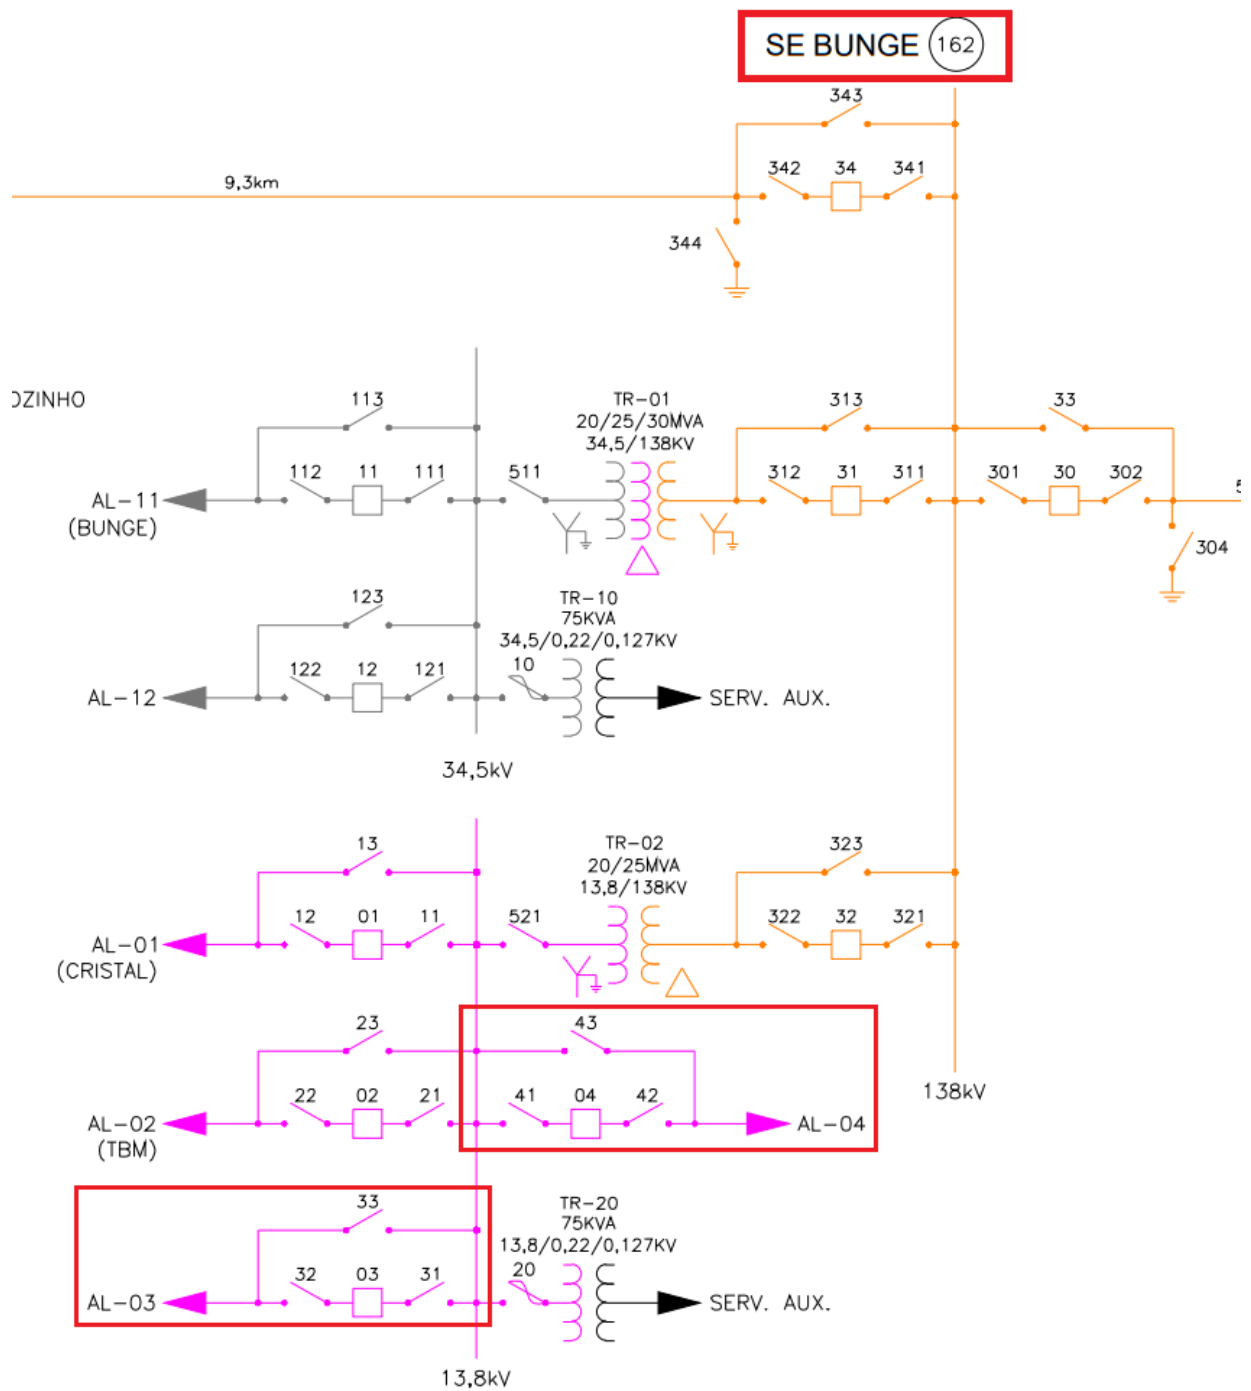 SE BUNGE 162
343
342 34 341
9,3km
344
OZINHO
113
112 11 111
AL-11
(BUNGE)
511
TR-01
20/25/30MVA
34,5/138KV
313
312 31 311
33
301 30 302
5
304
123
122 12 121
AL-12
TR-10
75KVA
34,5/0,22/0,127KV
10
SERV. AUX.
34,5kV
13
12 01 11
AL-01
(CRISTAL)
521
TR-02
20/25MVA
13,8/138KV
323
322 32 321
23
22 02 21
AL-02
(TBM)
43
41 04 42
AL-04
138kV
33
32 03 31
AL-03
TR-20
75KVA
13,8/0,22/0,127KV
20
SERV. AUX.
13,8kV